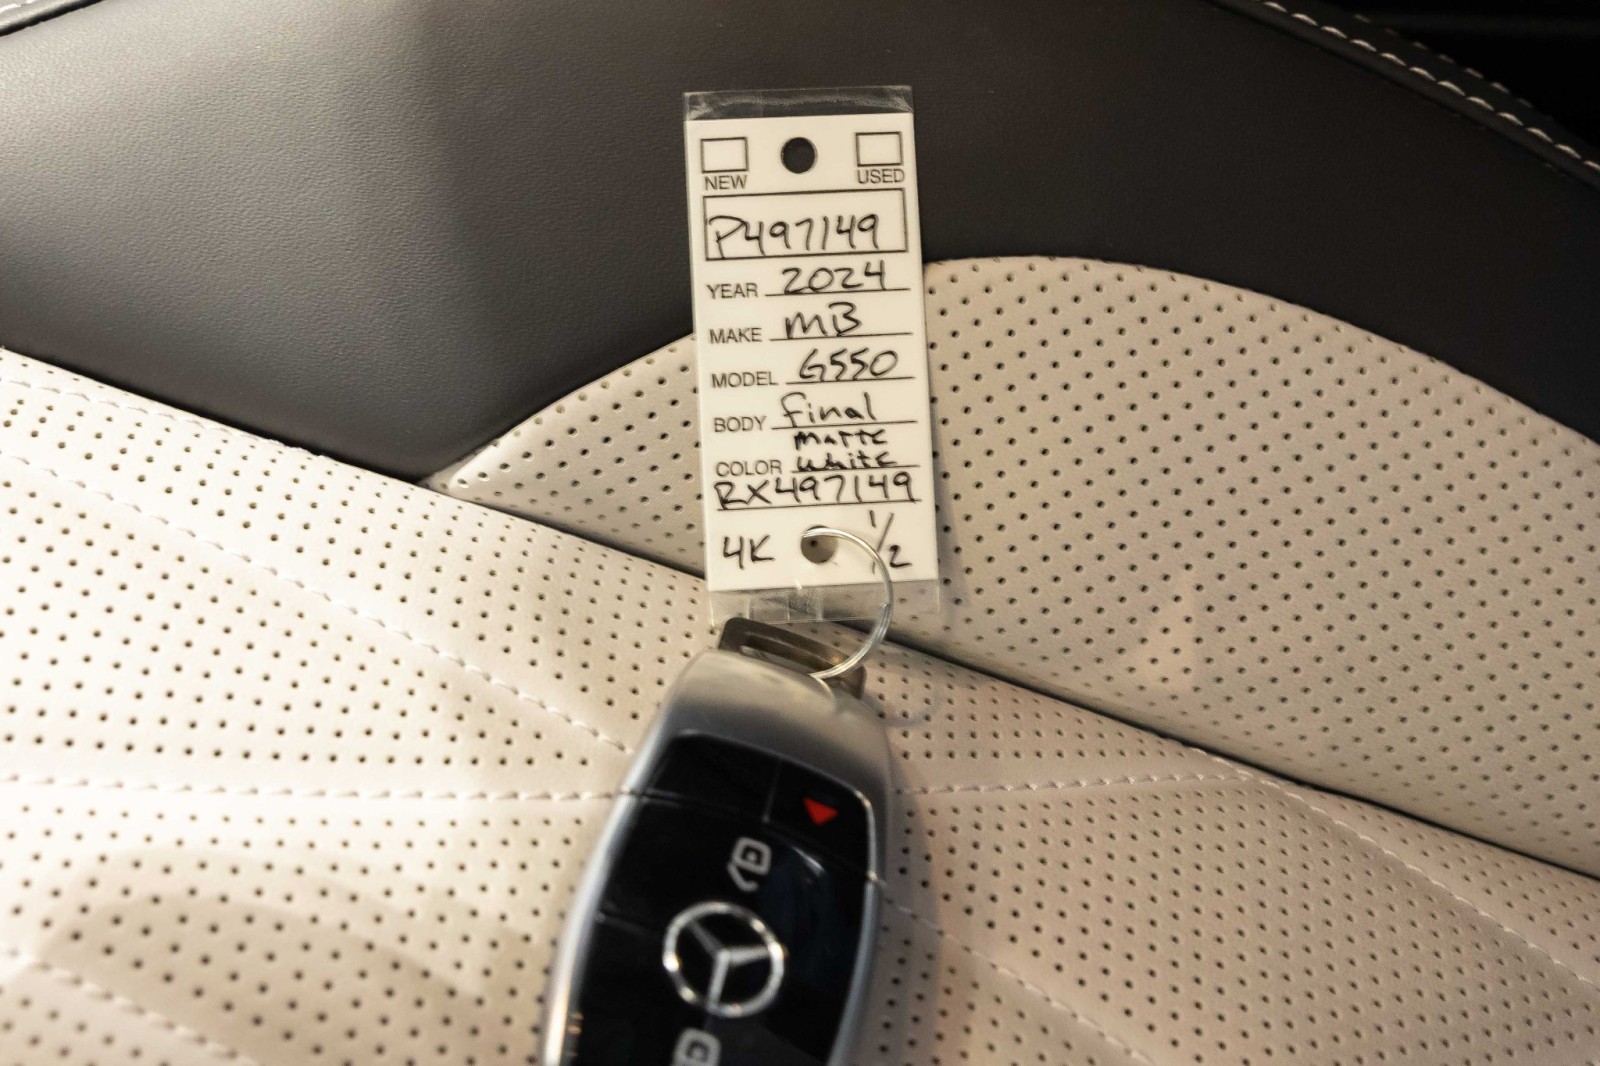 NEW USED
P497149
YEAR 2024
MAKE MB
MODEL G550
BODY Final
matte
COLOR white
RX497149
4K 1/2